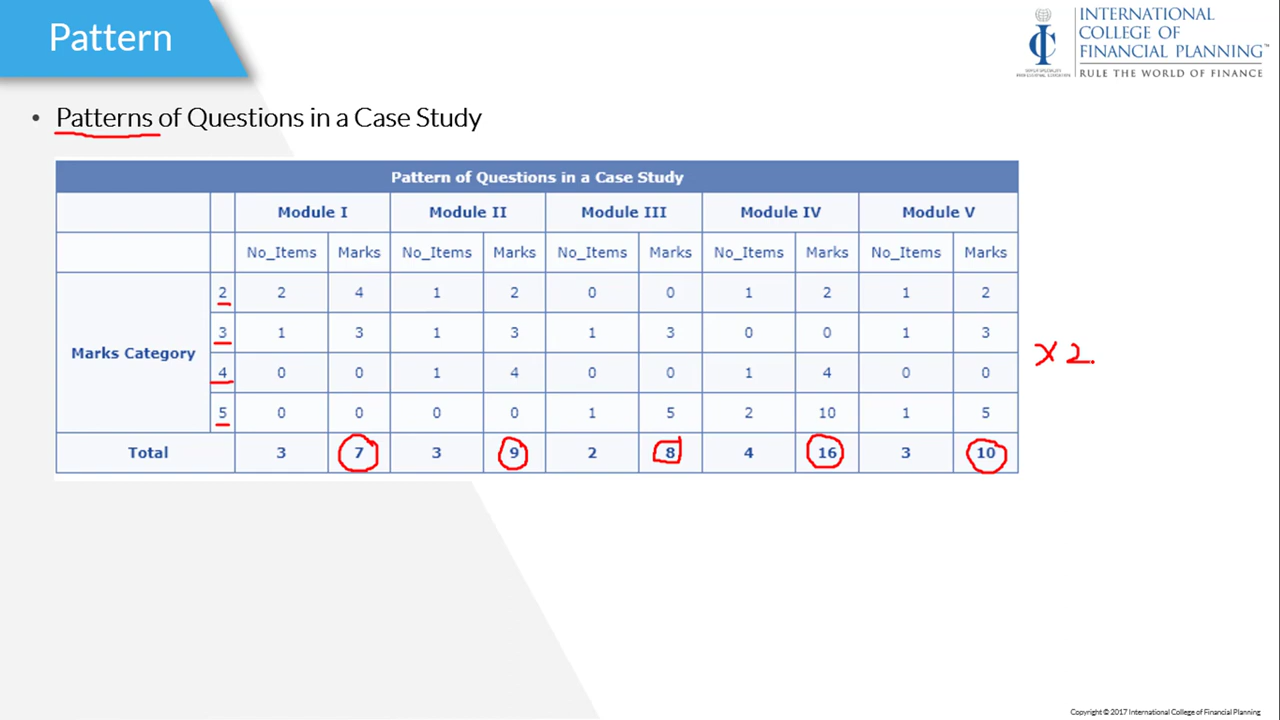 Pattern
INTERNATIONAL
COLLEGE OF
FINANCIAL PLANNING™
RULE THE WORLD OF FINANCE
• Patterns of Questions in a Case Study
Pattern of Questions in a Case Study
Module I Module II Module III Module IV Module V
No_Items Marks No_Items Marks No_Items Marks No_Items Marks No_Items Marks
2 2 4 1 2 0 0 1 2 1 2
3 1 3 1 3 1 3 0 0 1 3
Marks Category
4 0 0 1 4 0 0 1 4 0 0
5 0 0 0 0 1 5 2 10 1 5
Total 3 7 3 9 2 8 4 16 3 10
X 2.
Copyright © 2017 International College of Financial Planning